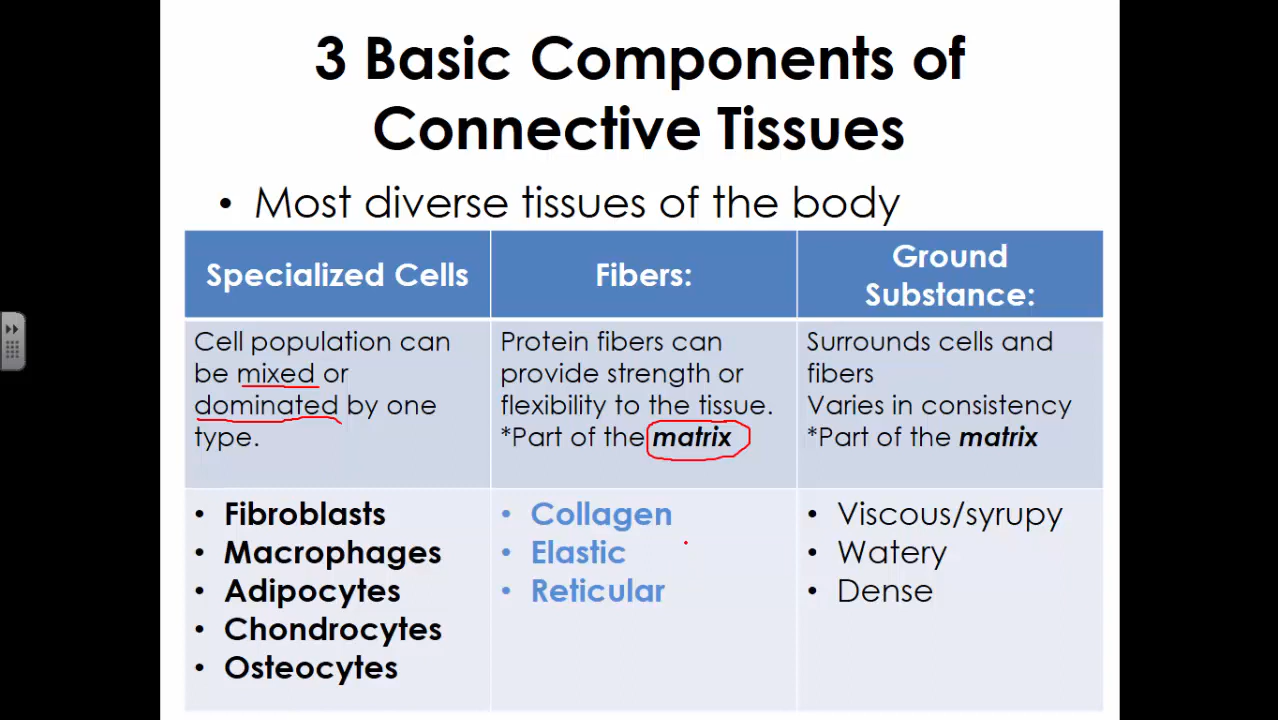 3 Basic Components of
Connective Tissues
• Most diverse tissues of the body
Specialized Cells
Fibers:
Ground
Substance:
Cell population can
be mixed or
dominated by one
type.
Protein fibers can
provide strength or
flexibility to the tissue.
*Part of the matrix
Surrounds cells and
fibers
Varies in consistency
*Part of the matrix
• Fibroblasts
• Macrophages
• Adipocytes
• Chondrocytes
• Osteocytes
• Collagen
• Elastic
• Reticular
• Viscous/syrupy
• Watery
• Dense